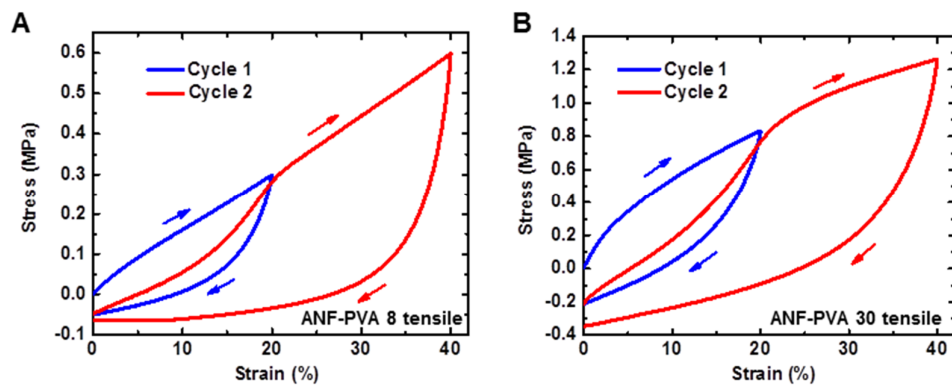 A
Stress (MPa)
0.6
0.5
0.4
0.3
0.2
0.1
0.0
-0.1
Cycle 1
Cycle 2
ANF-PVA 8 tensile
0 10 20 30 40
Strain (%)
B
Stress (MPa)
1.4
1.2
1.0
0.8
0.6
0.4
0.2
0.0
-0.2
-0.4
Cycle 1
Cycle 2
ANF-PVA 30 tensile
0 10 20 30 40
Strain (%)